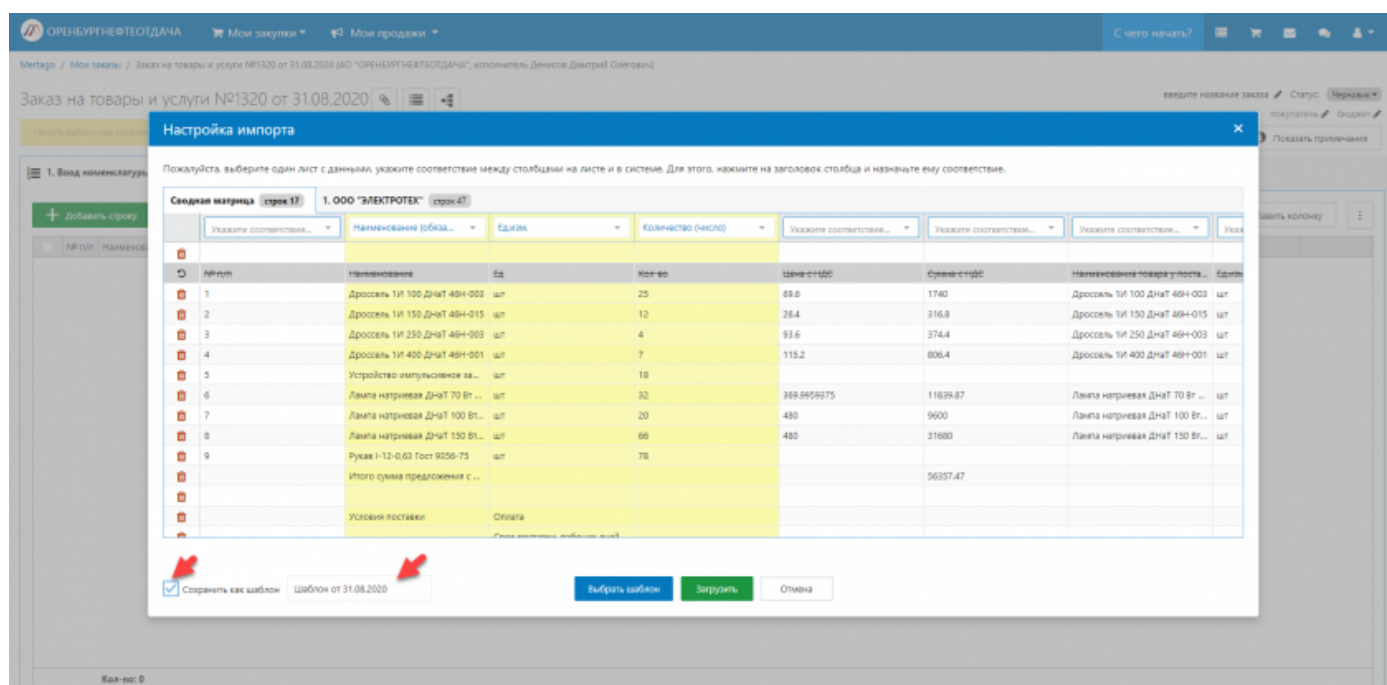 ОРЕНБУРГНЕФТЕОТДАЧА Мои закупки Мои продажи С чего начать?
Mertago / Мои заказы / Заказ на товары и услуги №1320 от 31.08.2020 (АО "ОРЕНБУРГНЕФТЕОТДАЧА", исполнитель Денисов Дмитрий Олегович)
Заказ на товары и услуги №1320 от 31.08.2020 введите название заказа Статус: Черновик
покупатель бюджет
Начать работу над заказом Настройка импорта × Показать примечания
1. Ввод номенклатуры Пожалуйста, выберите один лист с данными, укажите соответствие между столбцами на листе и в системе. Для этого, нажмите на заголовок столбца и назначьте ему соответствие.
Сводная матрица строк 17 1. ООО "ЭЛЕКТРОТЕК" строк 47
Добавить строку Укажите соответствие... Наименование (обяза... Ед.изм. Количество (число) Укажите соответствие... Укажите соответствие... Укажите соответствие... колонку
№ п/п
№ п/п Наименование Ед Кол-во Цена с НДС Сумма с НДС Наименование товара у поста... Ед.изм
1 Дроссель 1И 100 ДНаТ 46Н-003 шт 25 69.6 1740 Дроссель 1И 100 ДНаТ 46Н-003 шт
2 Дроссель 1И 150 ДНаТ 46Н-015 шт 12 26.4 316.8 Дроссель 1И 150 ДНаТ 46Н-015 шт
3 Дроссель 1И 250 ДНаТ 46Н-003 шт 4 93.6 374.4 Дроссель 1И 250 ДНаТ 46Н-003 шт
4 Дроссель 1И 400 ДНаТ 46Н-001 шт 7 115.2 806.4 Дроссель 1И 400 ДНаТ 46Н-001 шт
5 Устройство импульсивное за... шт 18
6 Лампа натриевая ДНаТ 70 Вт ... шт 32 369.9959375 11839.87 Лампа натриевая ДНаТ 70 Вт ... шт
7 Лампа натриевая ДНаТ 100 Вт... шт 20 480 9600 Лампа натриевая ДНаТ 100 Вт... шт
8 Лампа натриевая ДНаТ 150 Вт... шт 66 480 31680 Лампа натриевая ДНаТ 150 Вт... шт
9 Рукав I-12-0,63 Гост 9356-75 шт 78
Итого сумма предложения с ... 56357.47
Условия поставки Оплата
Сохранить как шаблон Шаблон от 31.08.2020 Выбрать шаблон Загрузить Отмена
Кол-во: 0